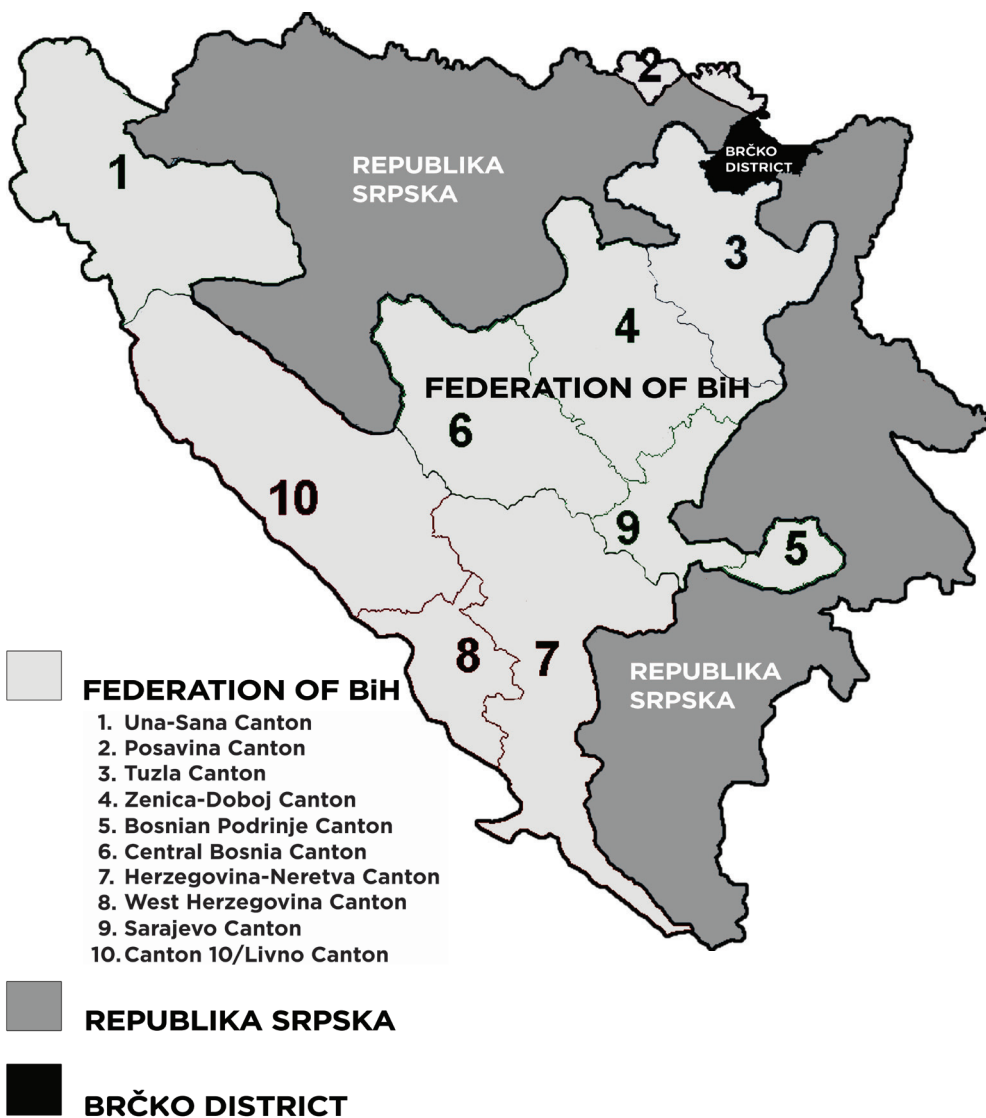 2
1
REPUBLIKA
SRPSKA
BRČKO
DISTRICT
3
4
FEDERATION OF BiH
6
10
9
5
8
7
REPUBLIKA
SRPSKA
FEDERATION OF BiH
1. Una-Sana Canton
2. Posavina Canton
3. Tuzla Canton
4. Zenica-Doboj Canton
5. Bosnian Podrinje Canton
6. Central Bosnia Canton
7. Herzegovina-Neretva Canton
8. West Herzegovina Canton
9. Sarajevo Canton
10. Canton 10/Livno Canton
REPUBLIKA SRPSKA
BRČKO DISTRICT